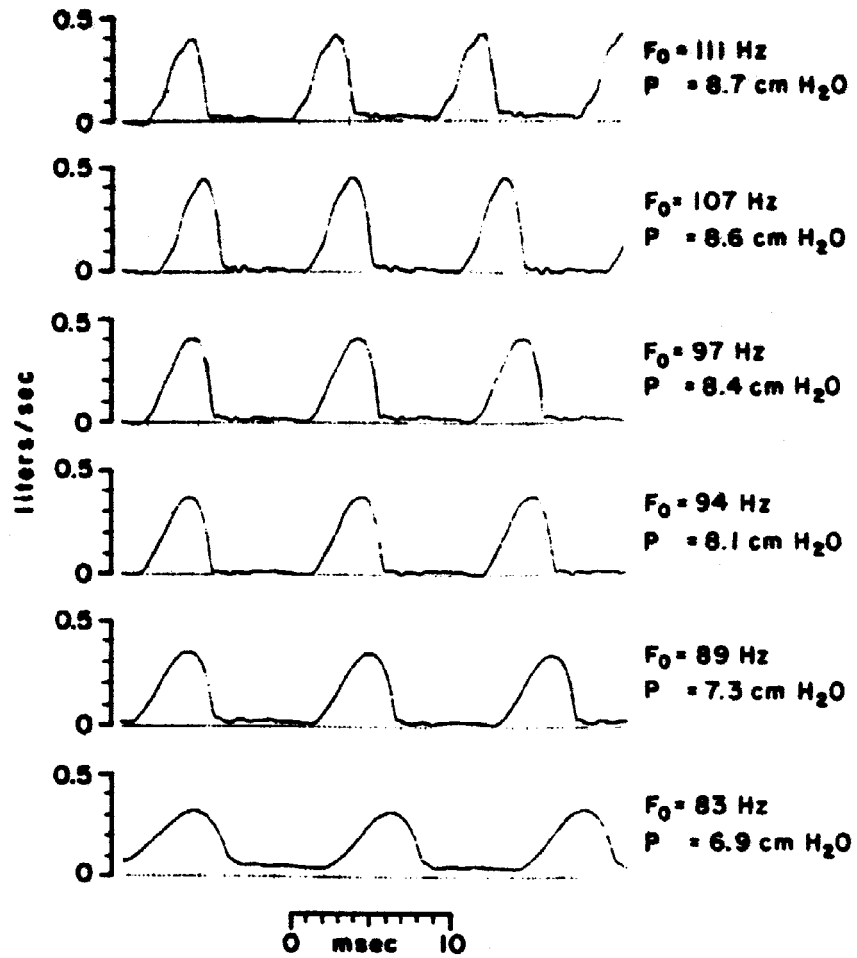 0.5
0
F₀ = 111 Hz
P = 8.7 cm H₂O
0.5
0
F₀ = 107 Hz
P = 8.6 cm H₂O
0.5
0
F₀ = 97 Hz
P = 8.4 cm H₂O
liters/sec
0.5
0
F₀ = 94 Hz
P = 8.1 cm H₂O
0.5
0
F₀ = 89 Hz
P = 7.3 cm H₂O
0.5
0
F₀ = 83 Hz
P = 6.9 cm H₂O
0 msec 10